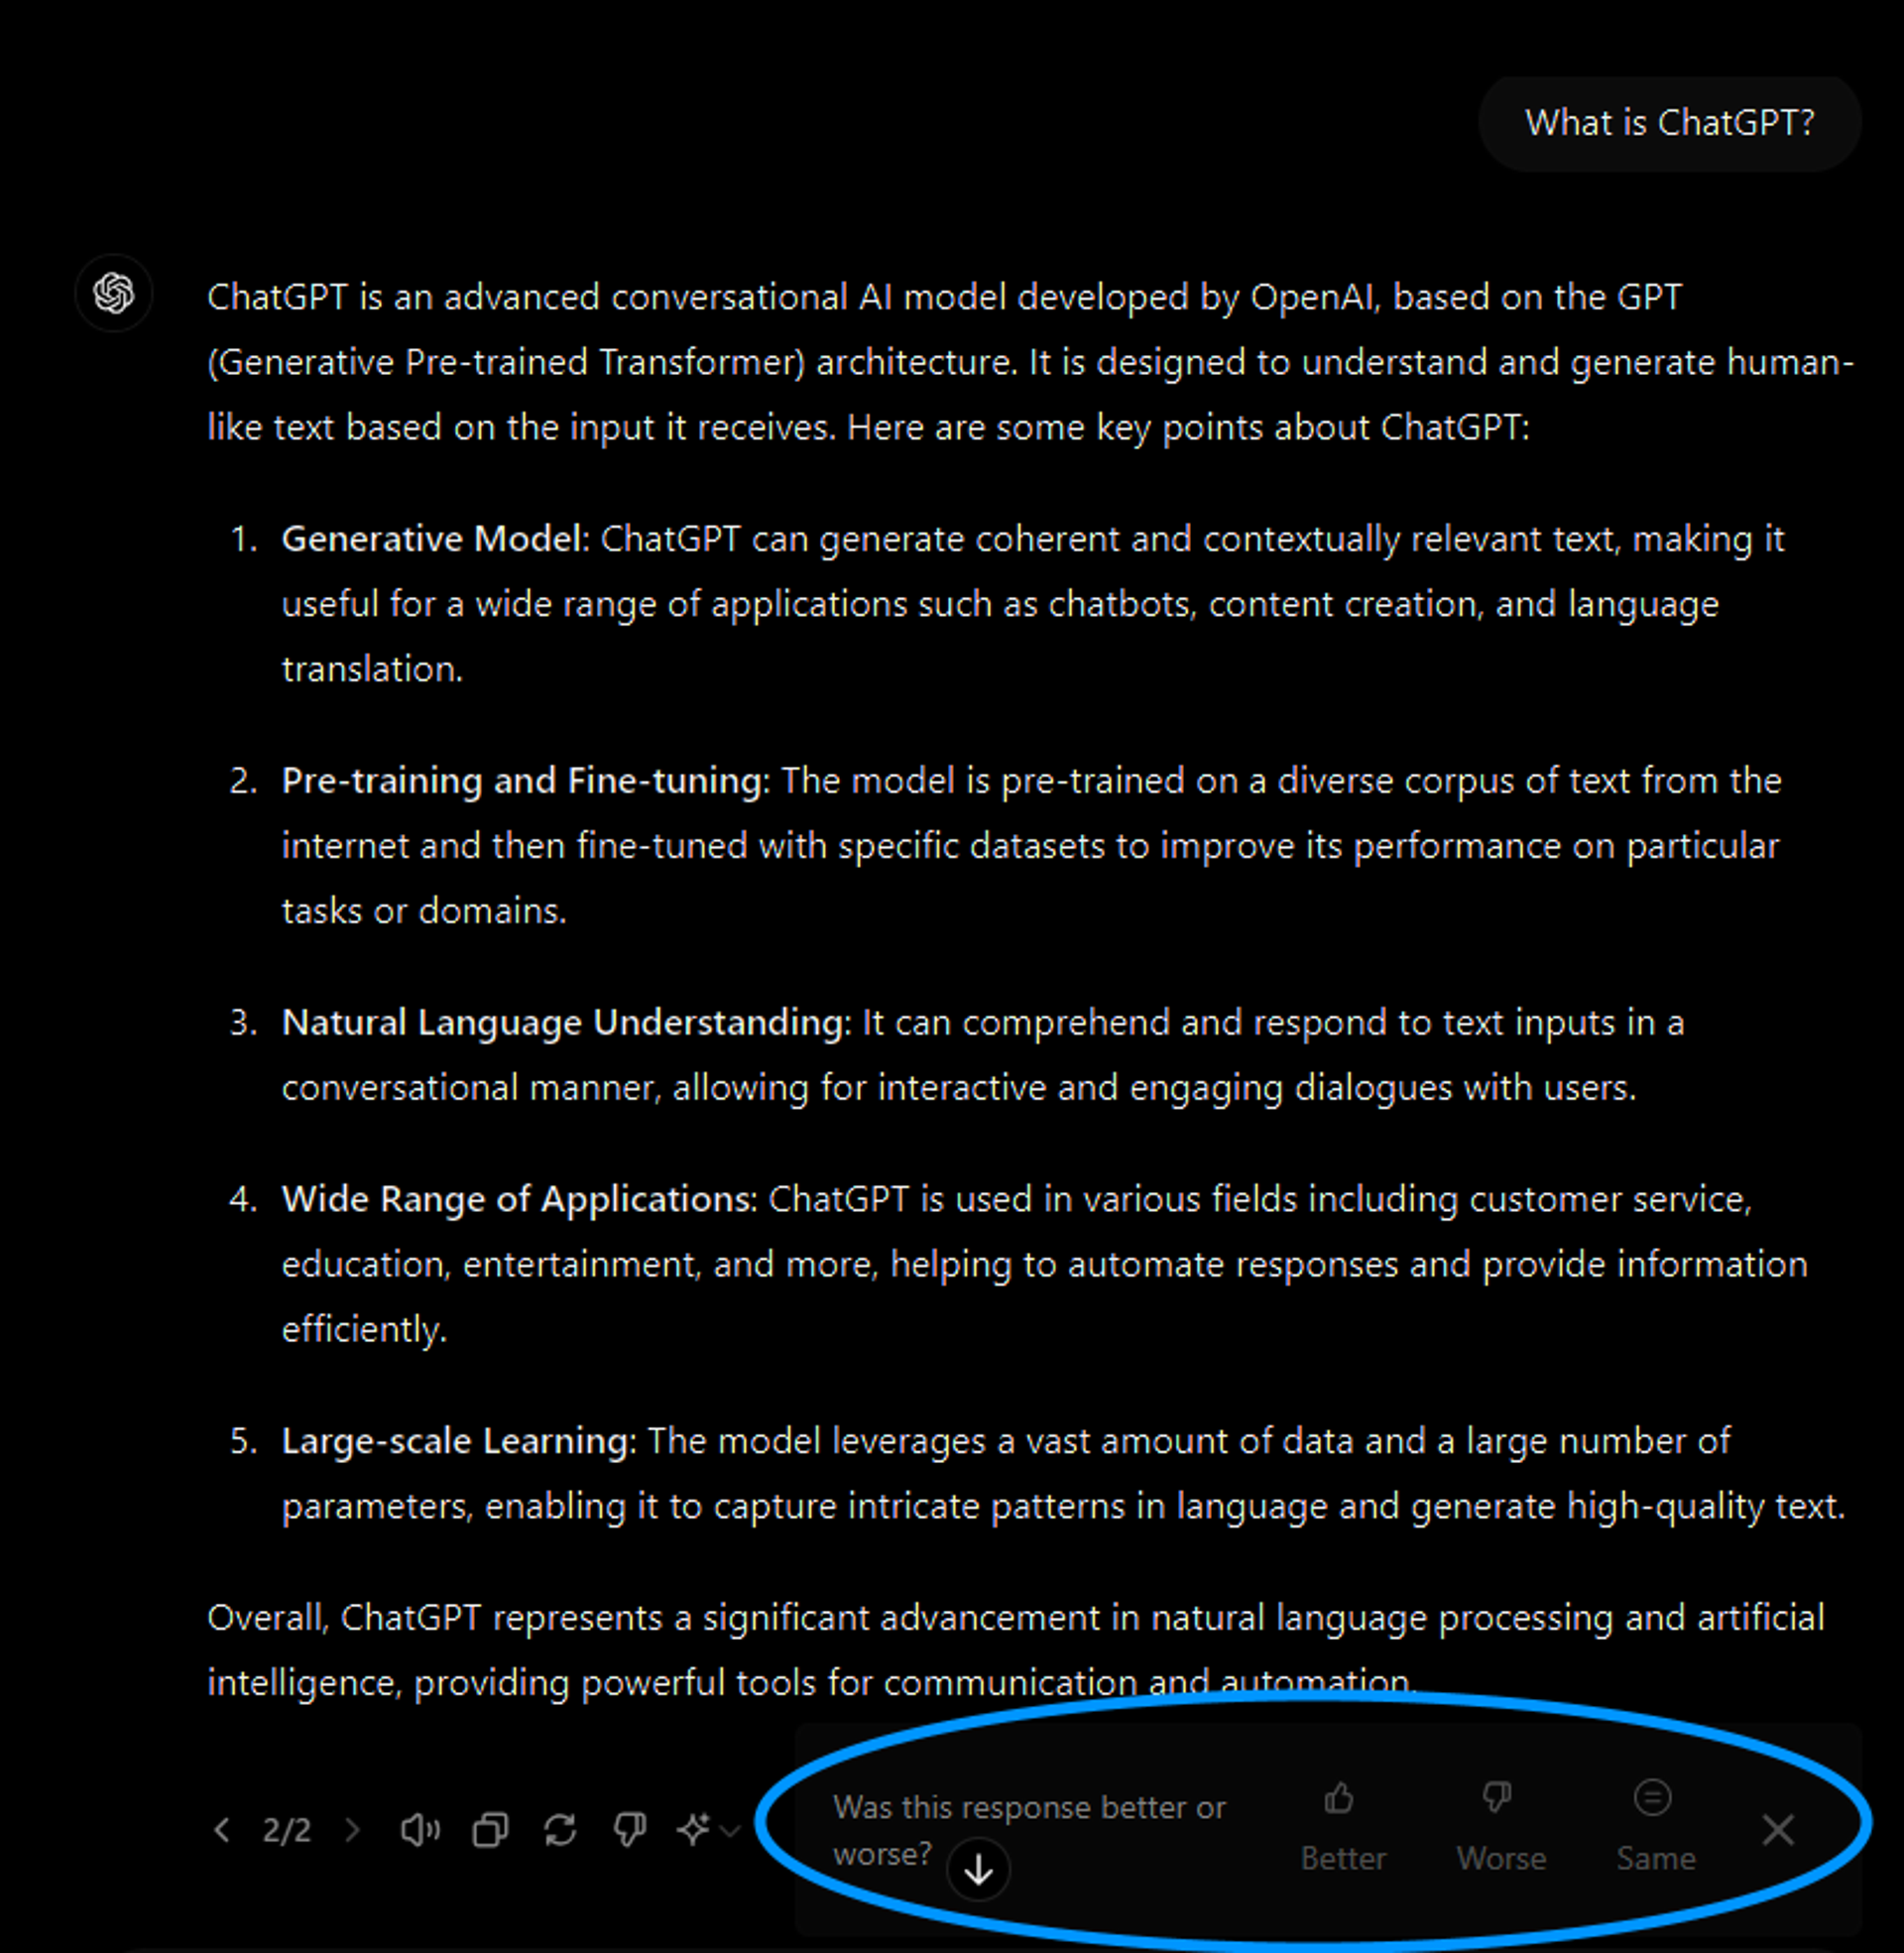 What is ChatGPT?
ChatGPT is an advanced conversational AI model developed by OpenAI, based on the GPT
(Generative Pre-trained Transformer) architecture. It is designed to understand and generate human-
like text based on the input it receives. Here are some key points about ChatGPT:
1. Generative Model: ChatGPT can generate coherent and contextually relevant text, making it
useful for a wide range of applications such as chatbots, content creation, and language
translation.
2. Pre-training and Fine-tuning: The model is pre-trained on a diverse corpus of text from the
internet and then fine-tuned with specific datasets to improve its performance on particular
tasks or domains.
3. Natural Language Understanding: It can comprehend and respond to text inputs in a
conversational manner, allowing for interactive and engaging dialogues with users.
4. Wide Range of Applications: ChatGPT is used in various fields including customer service,
education, entertainment, and more, helping to automate responses and provide information
efficiently.
5. Large-scale Learning: The model leverages a vast amount of data and a large number of
parameters, enabling it to capture intricate patterns in language and generate high-quality text.
Overall, ChatGPT represents a significant advancement in natural language processing and artificial
intelligence, providing powerful tools for communication and automation.
2/2
Was this response better or
worse?
Better
Worse
Same